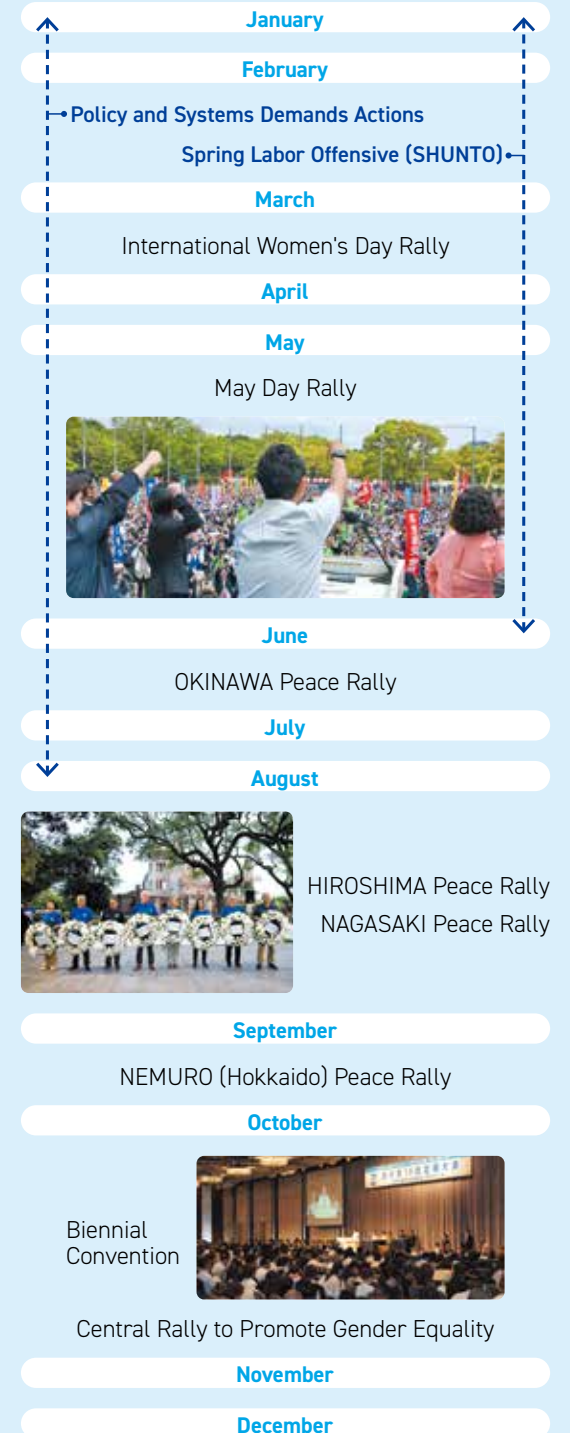 January
February
Policy and Systems Demands Actions
Spring Labor Offensive (SHUNTO)
March
International Women's Day Rally
April
May
May Day Rally
June
OKINAWA Peace Rally
July
August
HIROSHIMA Peace Rally
NAGASAKI Peace Rally
September
NEMURO (Hokkaido) Peace Rally
October
Biennial
Convention
Central Rally to Promote Gender Equality
November
December